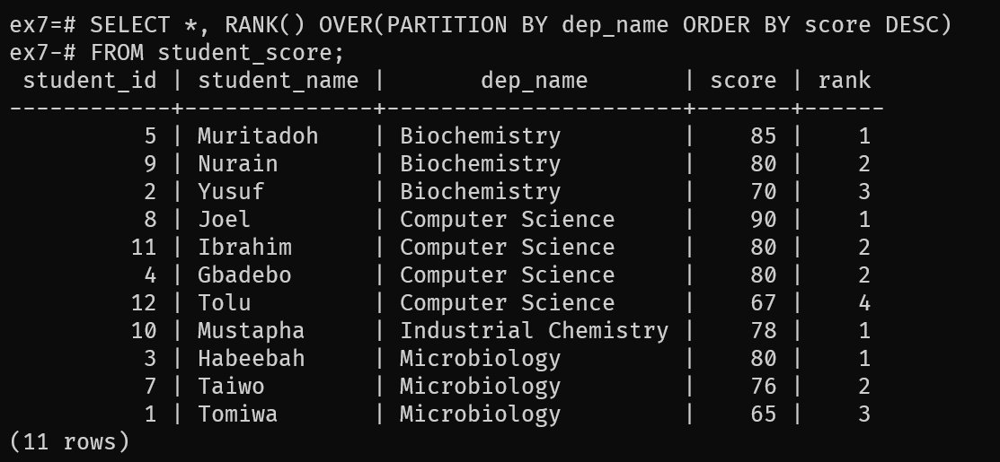 ex7=# SELECT *, RANK() OVER(PARTITION BY dep_name ORDER BY score DESC)
ex7-# FROM student_score;
 student_id | student_name |       dep_name       | score | rank
------------+--------------+----------------------+-------+------
          5 | Muritadoh    | Biochemistry         |    85 |    1
          9 | Nurain       | Biochemistry         |    80 |    2
          2 | Yusuf        | Biochemistry         |    70 |    3
          8 | Joel         | Computer Science     |    90 |    1
         11 | Ibrahim      | Computer Science     |    80 |    2
          4 | Gbadebo      | Computer Science     |    80 |    2
         12 | Tolu         | Computer Science     |    67 |    4
         10 | Mustapha     | Industrial Chemistry |    78 |    1
          3 | Habeebah     | Microbiology         |    80 |    1
          7 | Taiwo        | Microbiology         |    76 |    2
          1 | Tomiwa       | Microbiology         |    65 |    3
(11 rows)